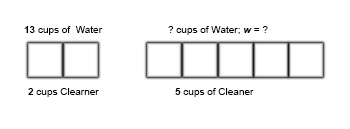 13 cups of Water
? cups of Water; w = ?
2 cups Clearner
5 cups of Cleaner